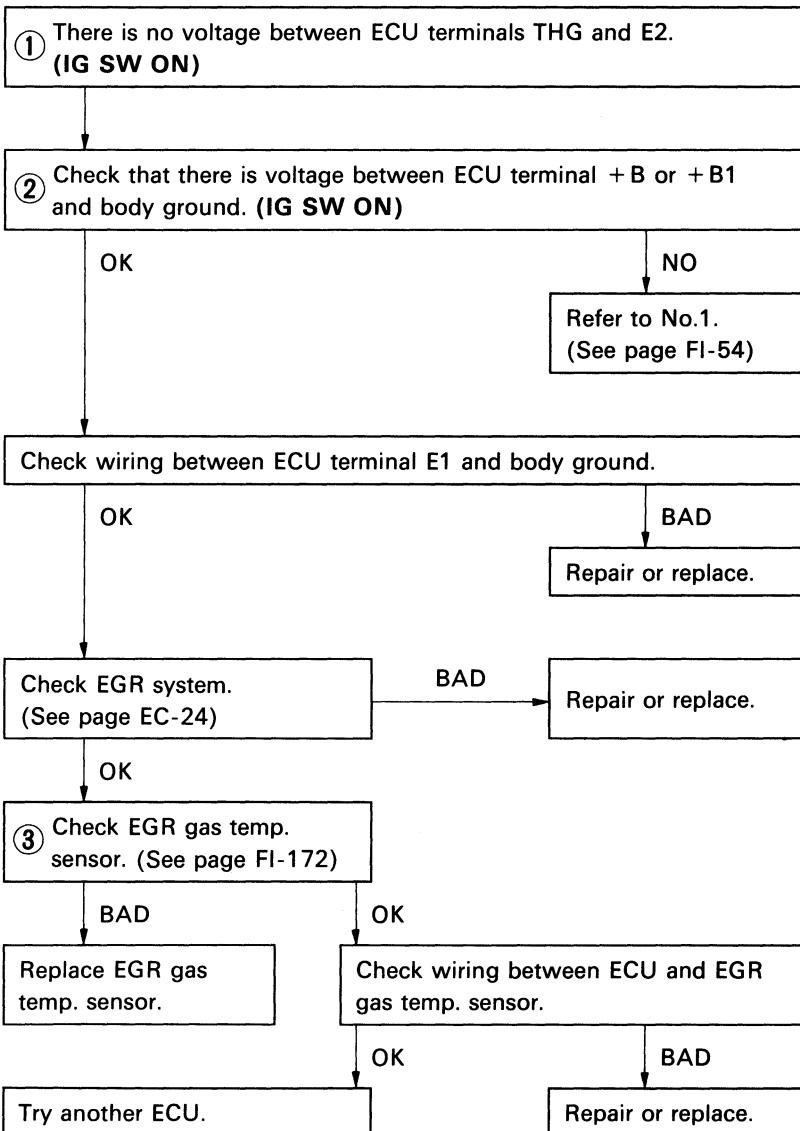 ① There is no voltage between ECU terminals THG and E2.
(IG SW ON)
② Check that there is voltage between ECU terminal +B or +B1
and body ground. (IG SW ON)
OK
NO
Refer to No.1.
(See page FI-54)
Check wiring between ECU terminal E1 and body ground.
OK
BAD
Repair or replace.
Check EGR system.
(See page EC-24)
BAD
Repair or replace.
OK
③ Check EGR gas temp.
sensor. (See page FI-172)
BAD
OK
Replace EGR gas
temp. sensor.
Check wiring between ECU and EGR
gas temp. sensor.
OK
BAD
Try another ECU.
Repair or replace.